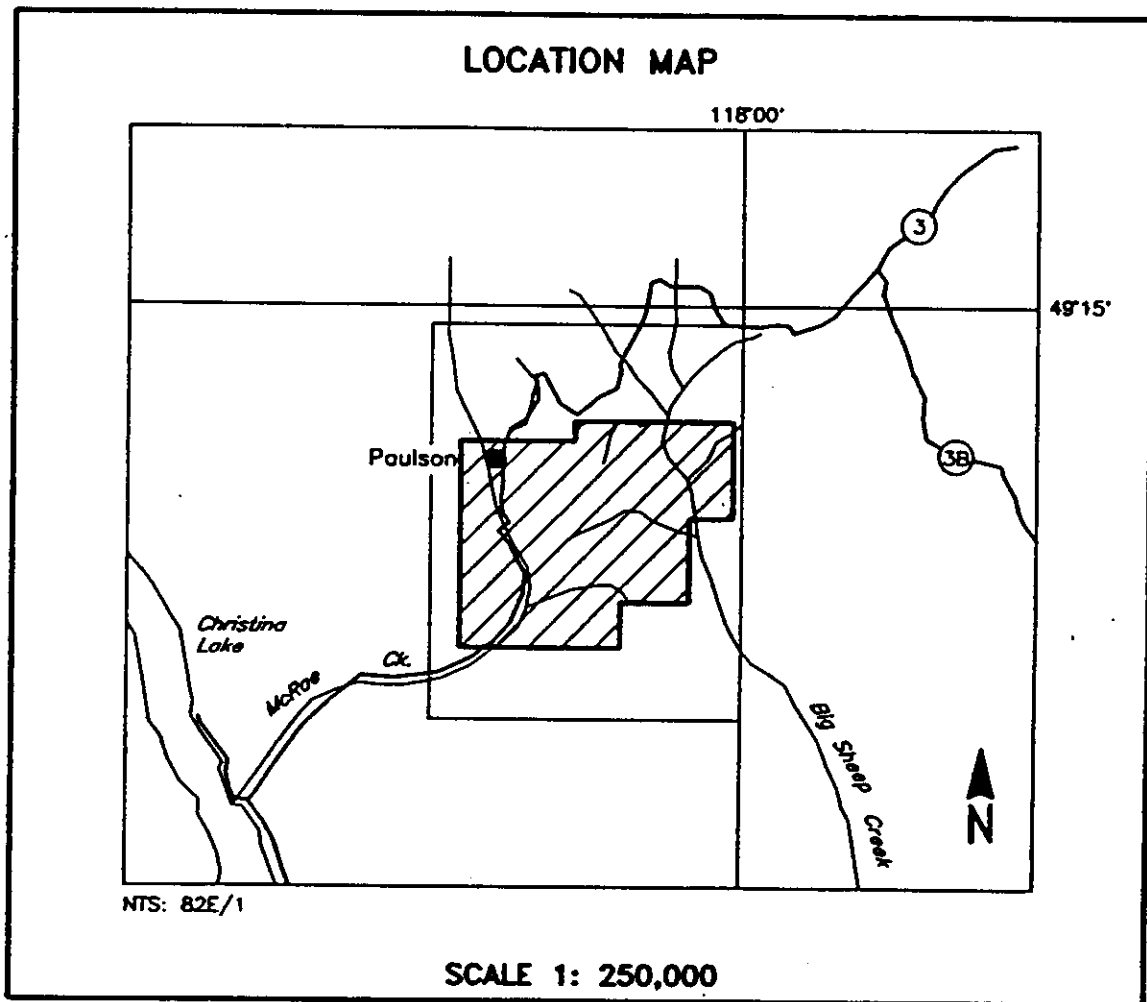 LOCATION MAP
118°00'
3
49°15'
Paulson
3B
Christina
Lake
McRae Ck.
Big Sheep Creek
N
NTS: 82E/1
SCALE 1: 250,000